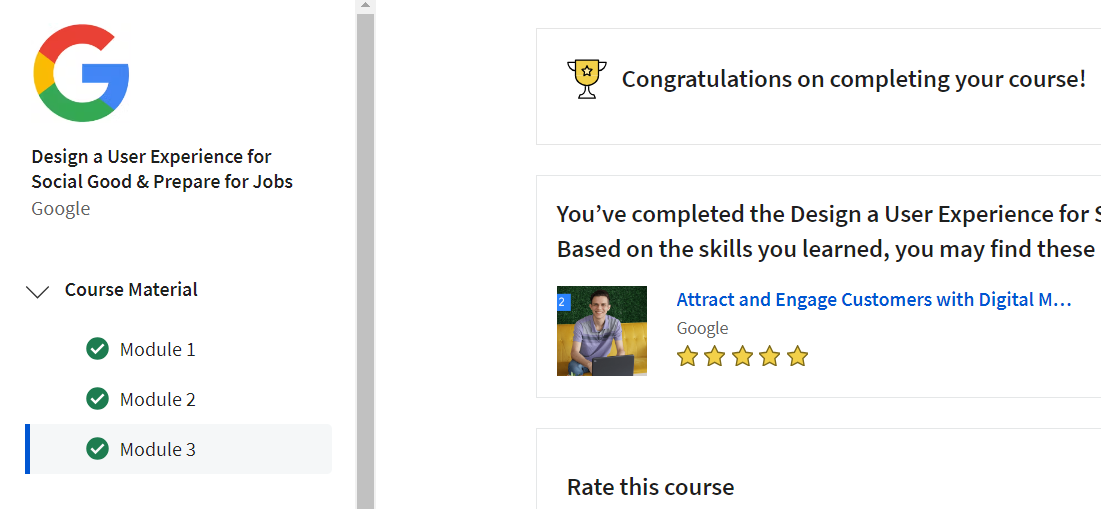 Design a User Experience for
Social Good & Prepare for Jobs
Google
Course Material
Module 1
Module 2
Module 3
Congratulations on completing your course!
You’ve completed the Design a User Experience for S
Based on the skills you learned, you may find these
2
Attract and Engage Customers with Digital M…
Google
Rate this course